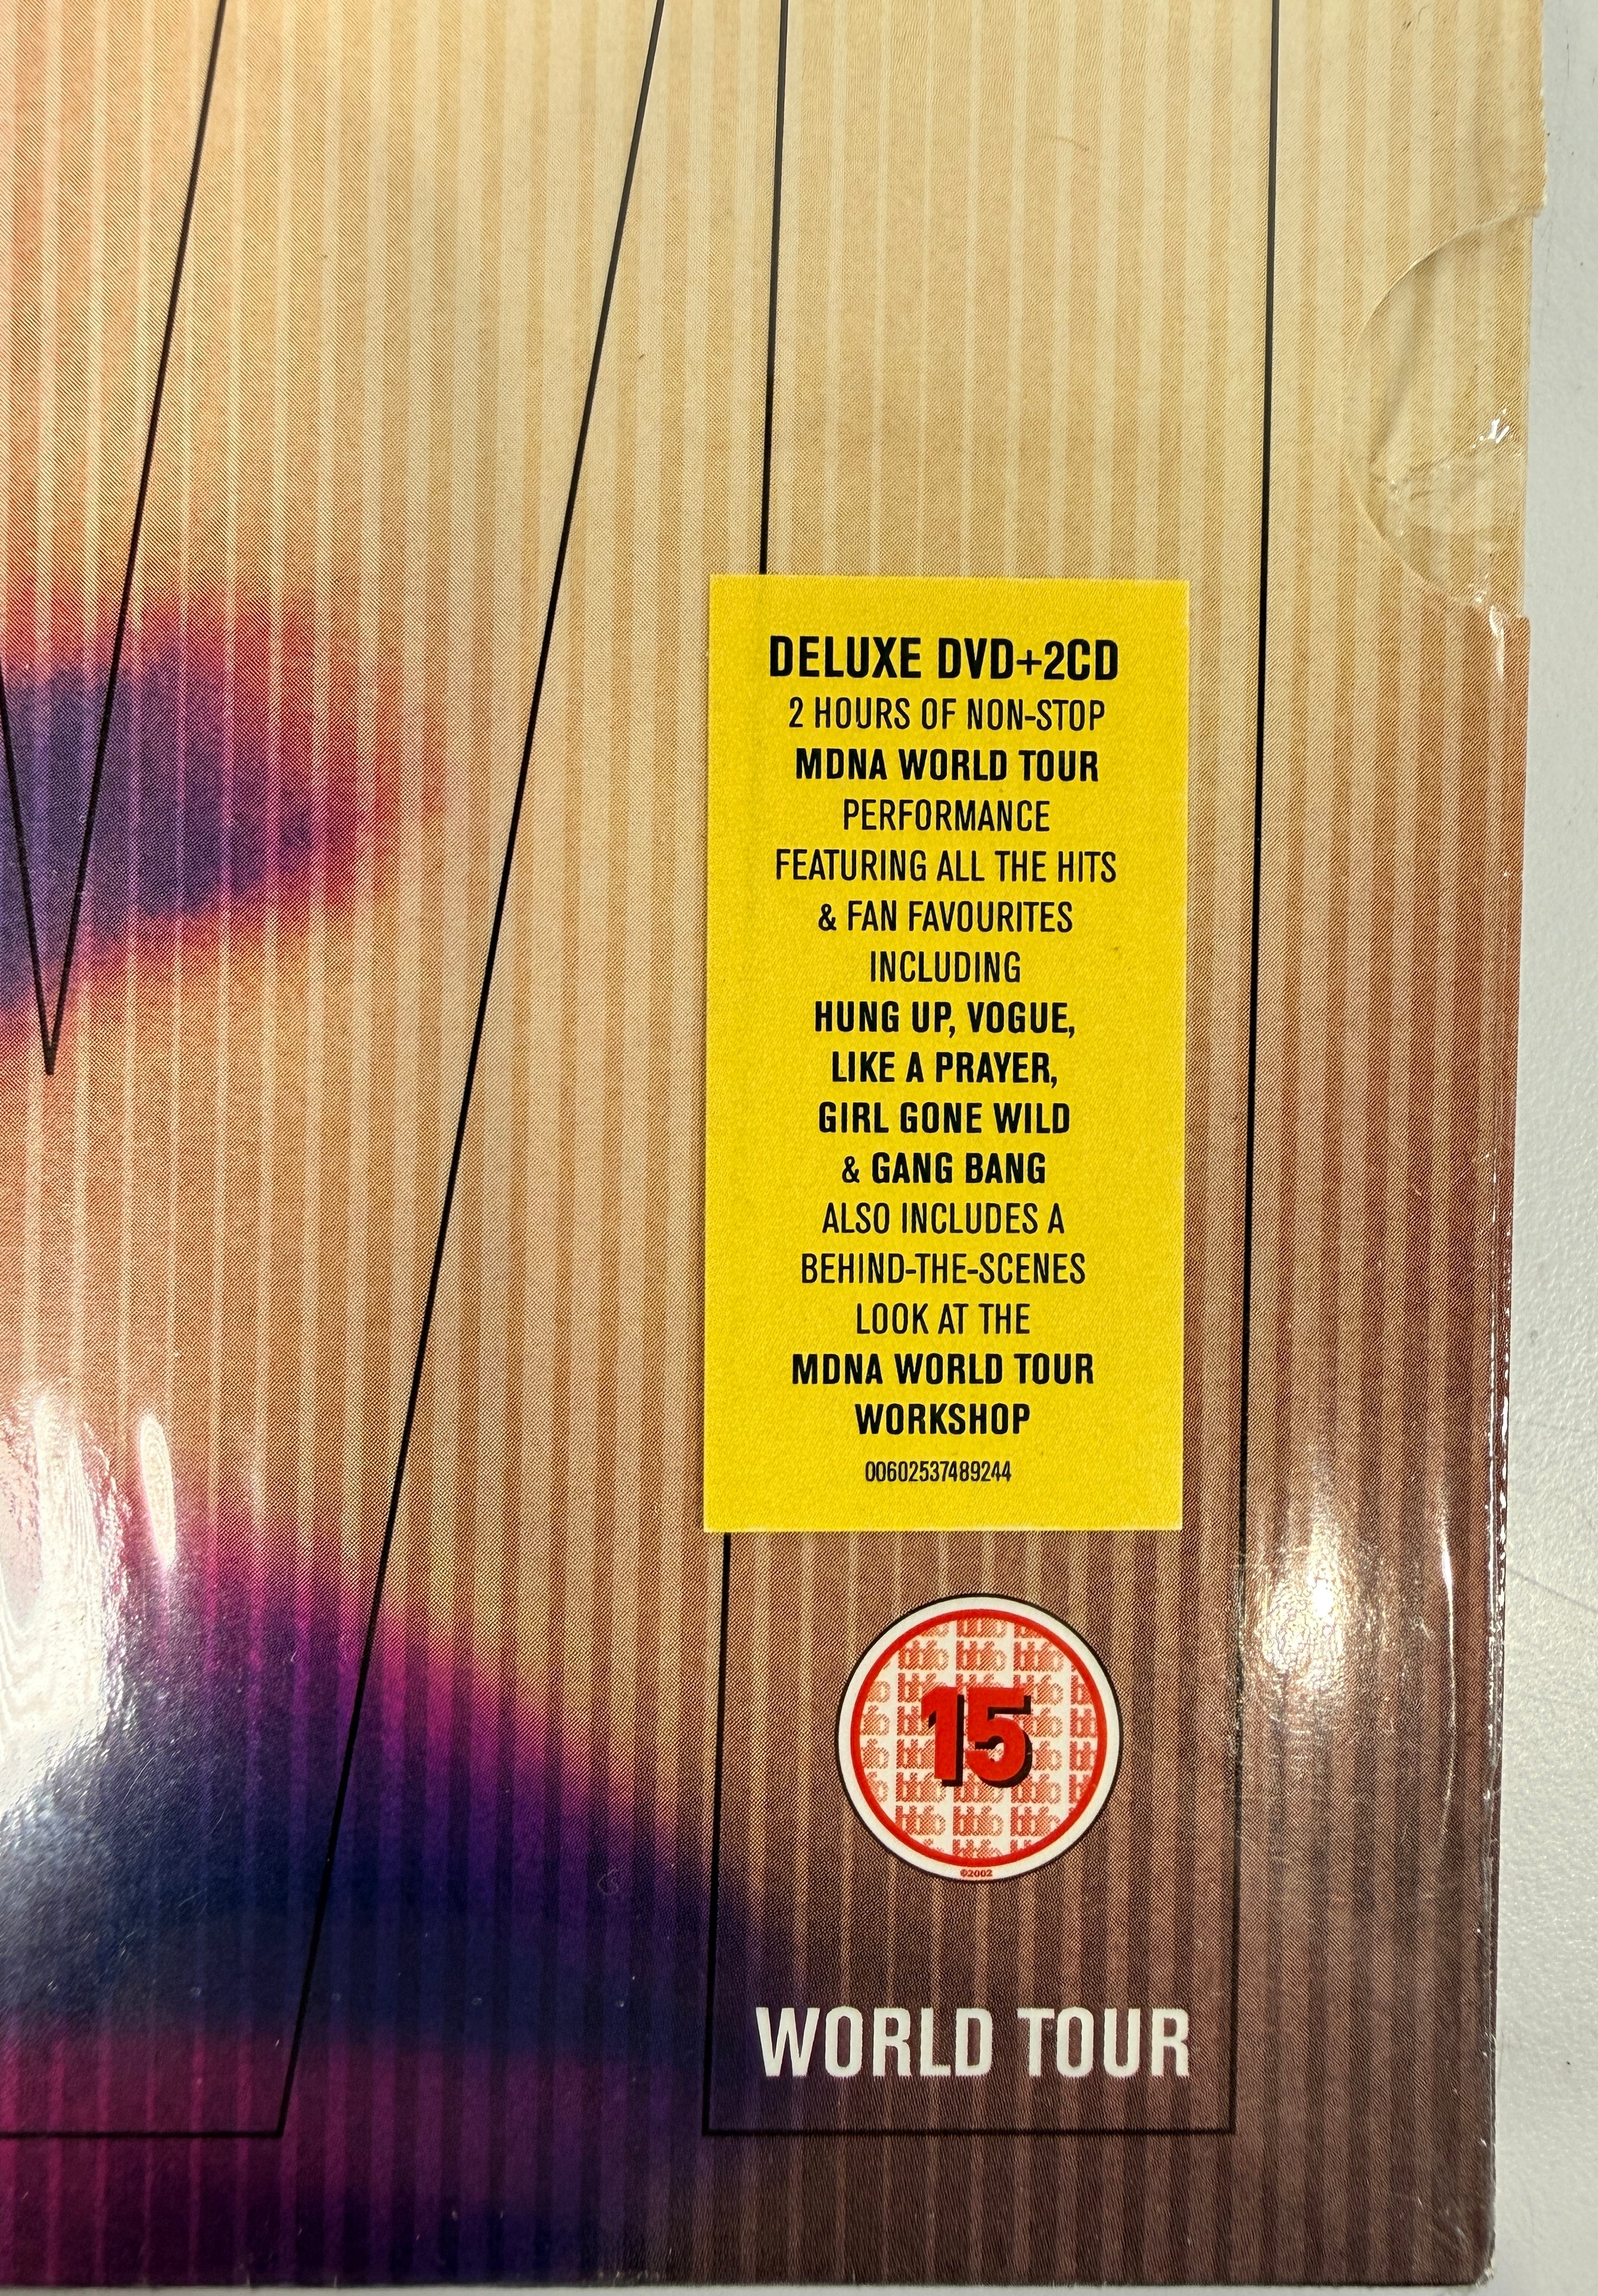 DELUXE DVD+2CD
2 HOURS OF NON-STOP
MDNA WORLD TOUR
PERFORMANCE
FEATURING ALL THE HITS
& FAN FAVOURITES
INCLUDING
HUNG UP, VOGUE,
LIKE A PRAYER,
GIRL GONE WILD
& GANG BANG
ALSO INCLUDES A
BEHIND-THE-SCENES
LOOK AT THE
MDNA WORLD TOUR
WORKSHOP
00602537489244
bbfc
15
©2002
WORLD TOUR